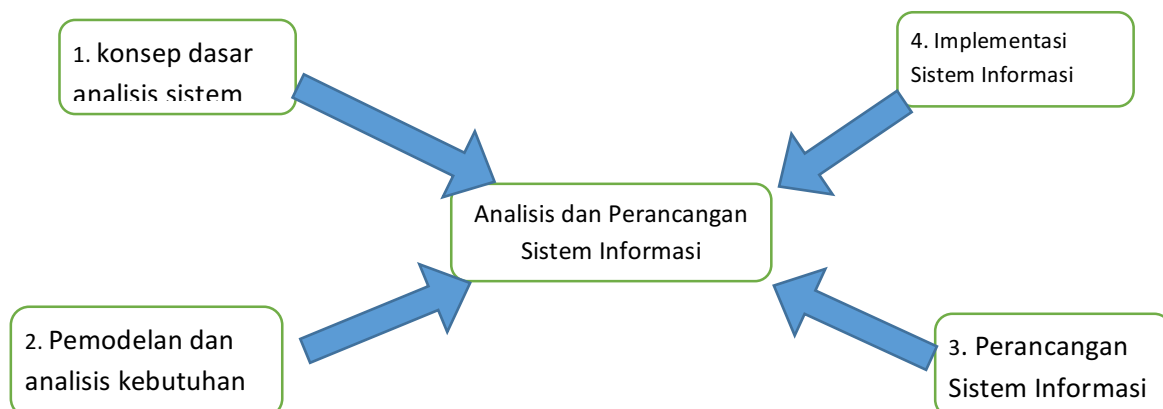 1. konsep dasar
analisis sistem
4. Implementasi
Sistem Informasi
Analisis dan Perancangan
Sistem Informasi
2. Pemodelan dan
analisis kebutuhan
3. Perancangan
Sistem Informasi